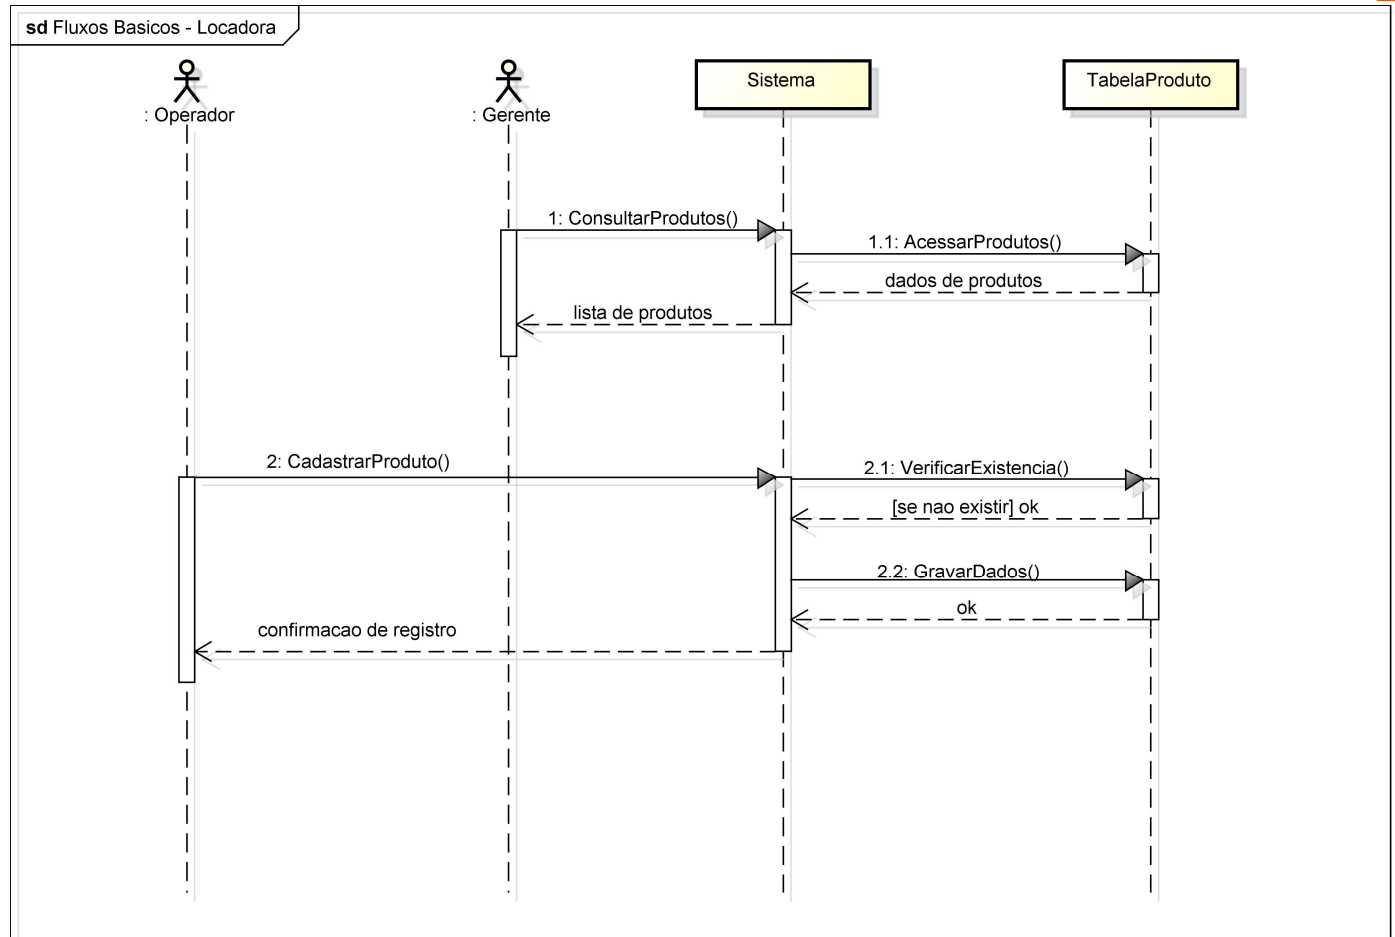 sd Fluxos Basicos - Locadora
: Operador
: Gerente
Sistema
TabelaProduto
1: ConsultarProdutos()
1.1: AcessarProdutos()
dados de produtos
lista de produtos
2: CadastrarProduto()
2.1: VerificarExistencia()
[se nao existir] ok
2.2: GravarDados()
ok
confirmacao de registro